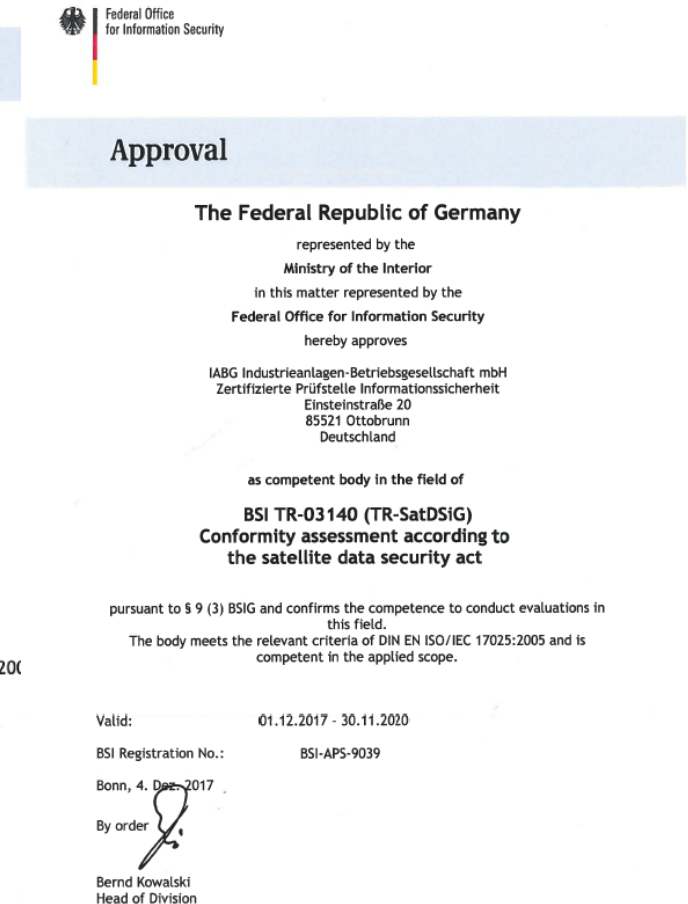 Federal Office
for Information Security
Approval
The Federal Republic of Germany
represented by the
Ministry of the Interior
in this matter represented by the
Federal Office for Information Security
hereby approves
IABG Industrieanlagen-Betriebsgesellschaft mbH
Zertifizierte Prüfstelle Informationssicherheit
Einsteinstraße 20
85521 Ottobrunn
Deutschland
as competent body in the field of
BSI TR-03140 (TR-SatDSiG)
Conformity assessment according to
the satellite data security act
pursuant to § 9 (3) BSIG and confirms the competence to conduct evaluations in
this field.
The body meets the relevant criteria of DIN EN ISO/IEC 17025:2005 and is
competent in the applied scope.
Valid: 01.12.2017 - 30.11.2020
BSI Registration No.: BSI-APS-9039
Bonn, 4. Dez. 2017
By order
Bernd Kowalski
Head of Division